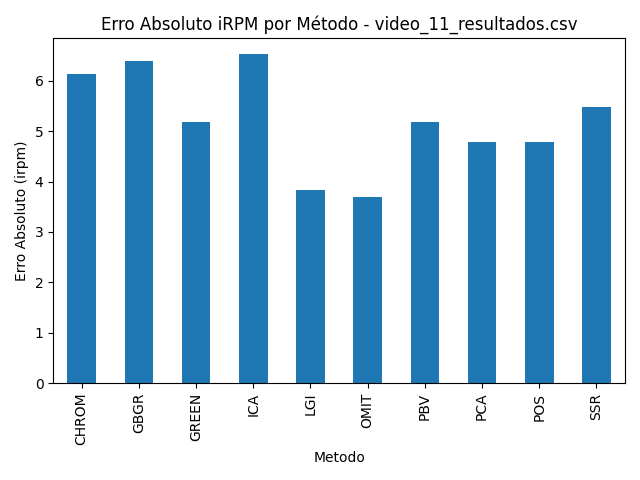 Erro Absoluto iRPM por Método - video_11_resultados.csv
Erro Absoluto (irpm)
6
5
4
3
2
1
0
CHROM
GBGR
GREEN
ICA
LGI
OMIT
PBV
PCA
POS
SSR
Metodo